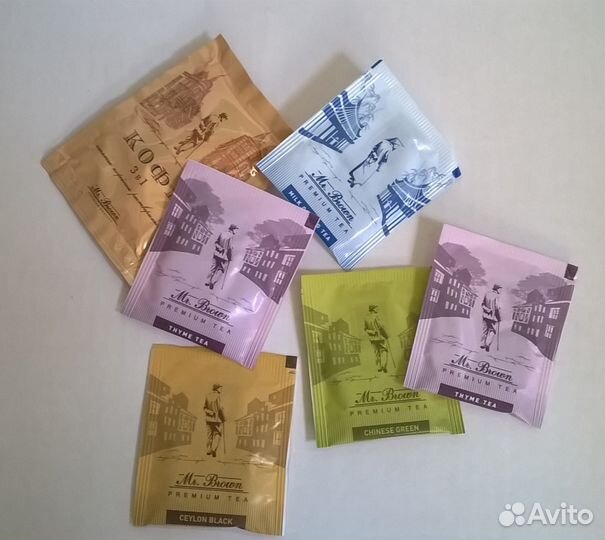 КОФ
3 в 1
Mr. Brown
Mr. Brown
PREMIUM TEA
MILK
TEA
Mr. Brown
PREMIUM TEA
THYME TEA
Mr. Brown
PREMIUM TEA
THYME TEA
Mr. Brown
PREMIUM TEA
CHINESE GREEN
Mr. Brown
PREMIUM TEA
CEYLON BLACK
Avito